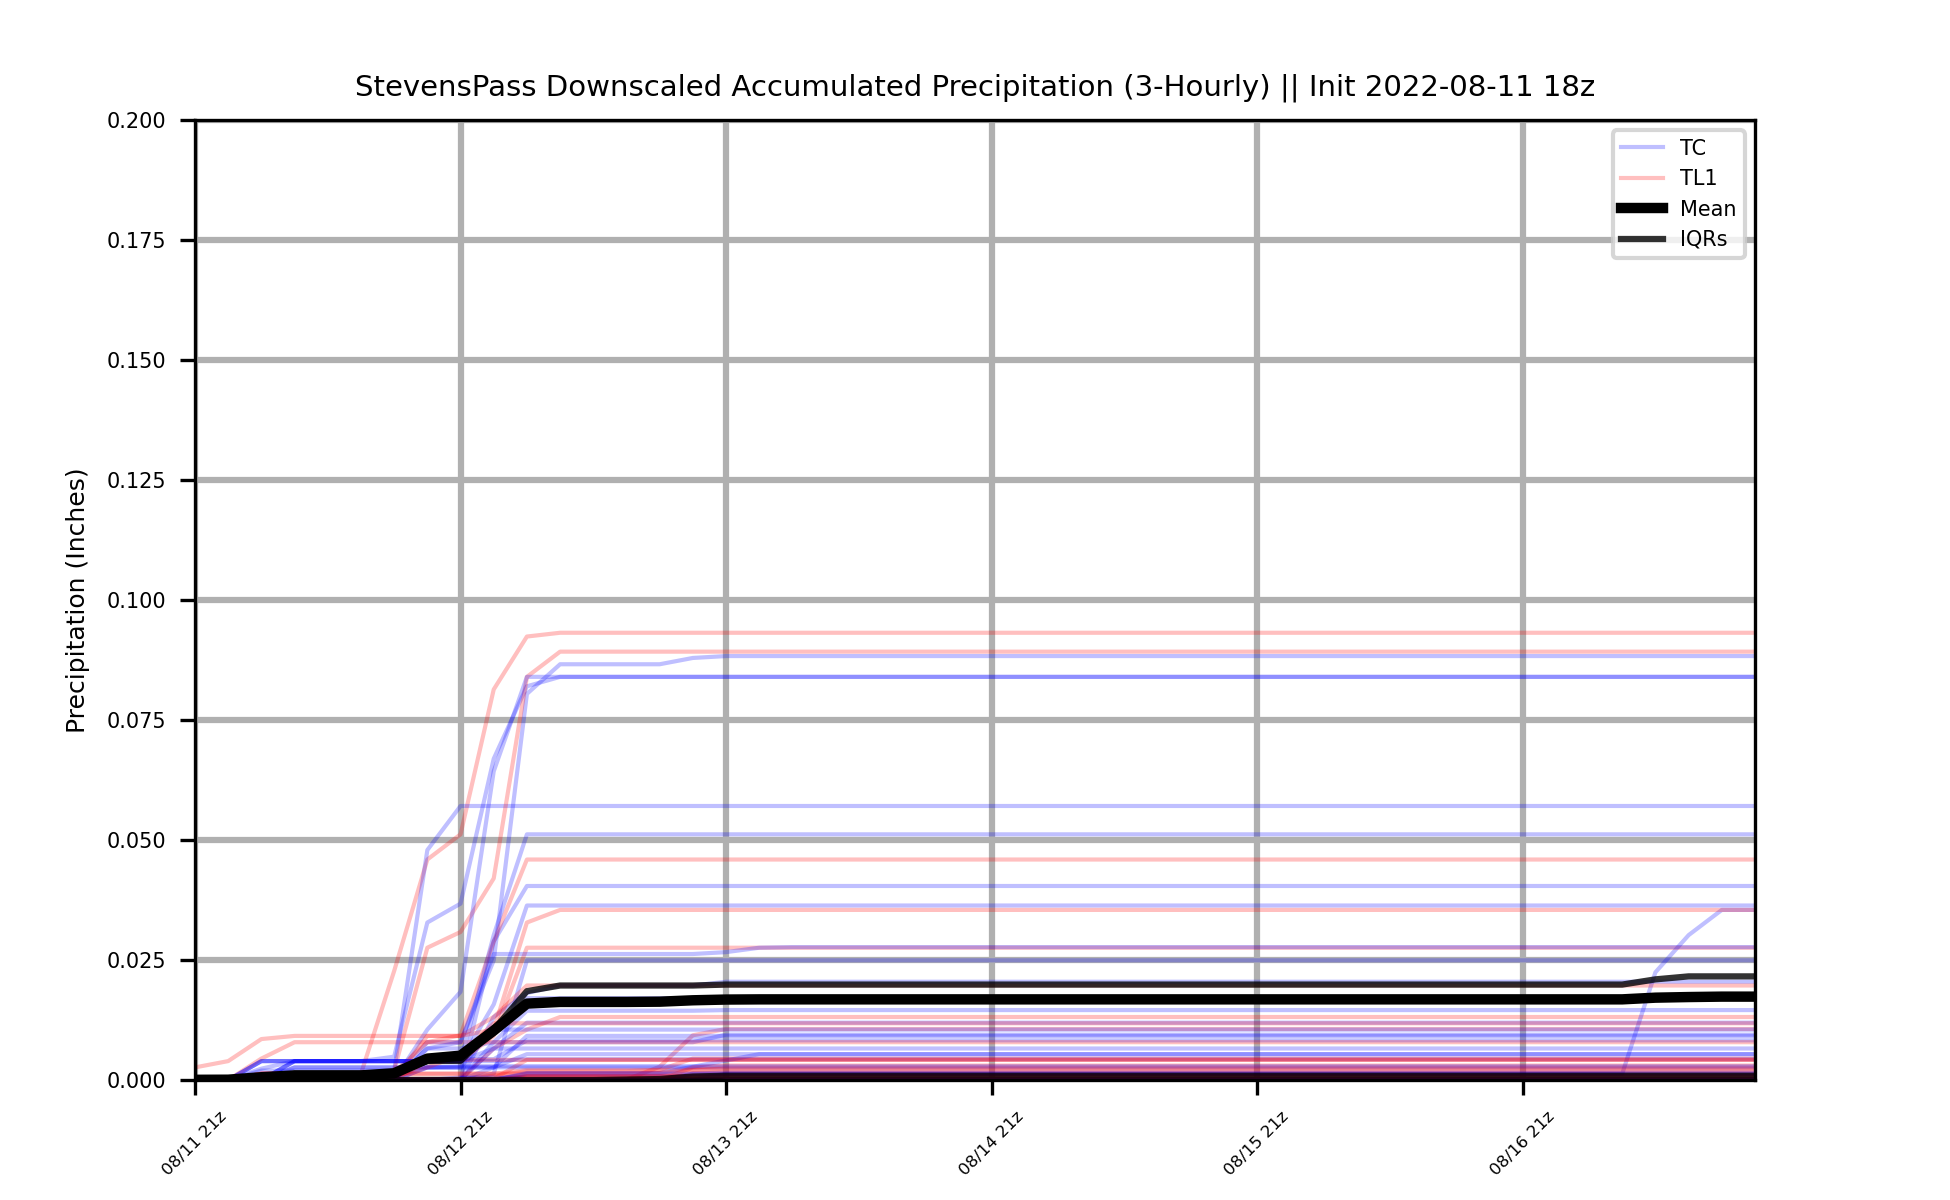 StevensPass Downscaled Accumulated Precipitation (3-Hourly) || Init 2022-08-11 18z
0.200
0.175
0.150
0.125
0.100
0.075
0.050
0.025
0.000
Precipitation (Inches)
TC
TL1
Mean
IQRs
08/11 21z
08/12 21z
08/13 21z
08/14 21z
08/15 21z
08/16 21z